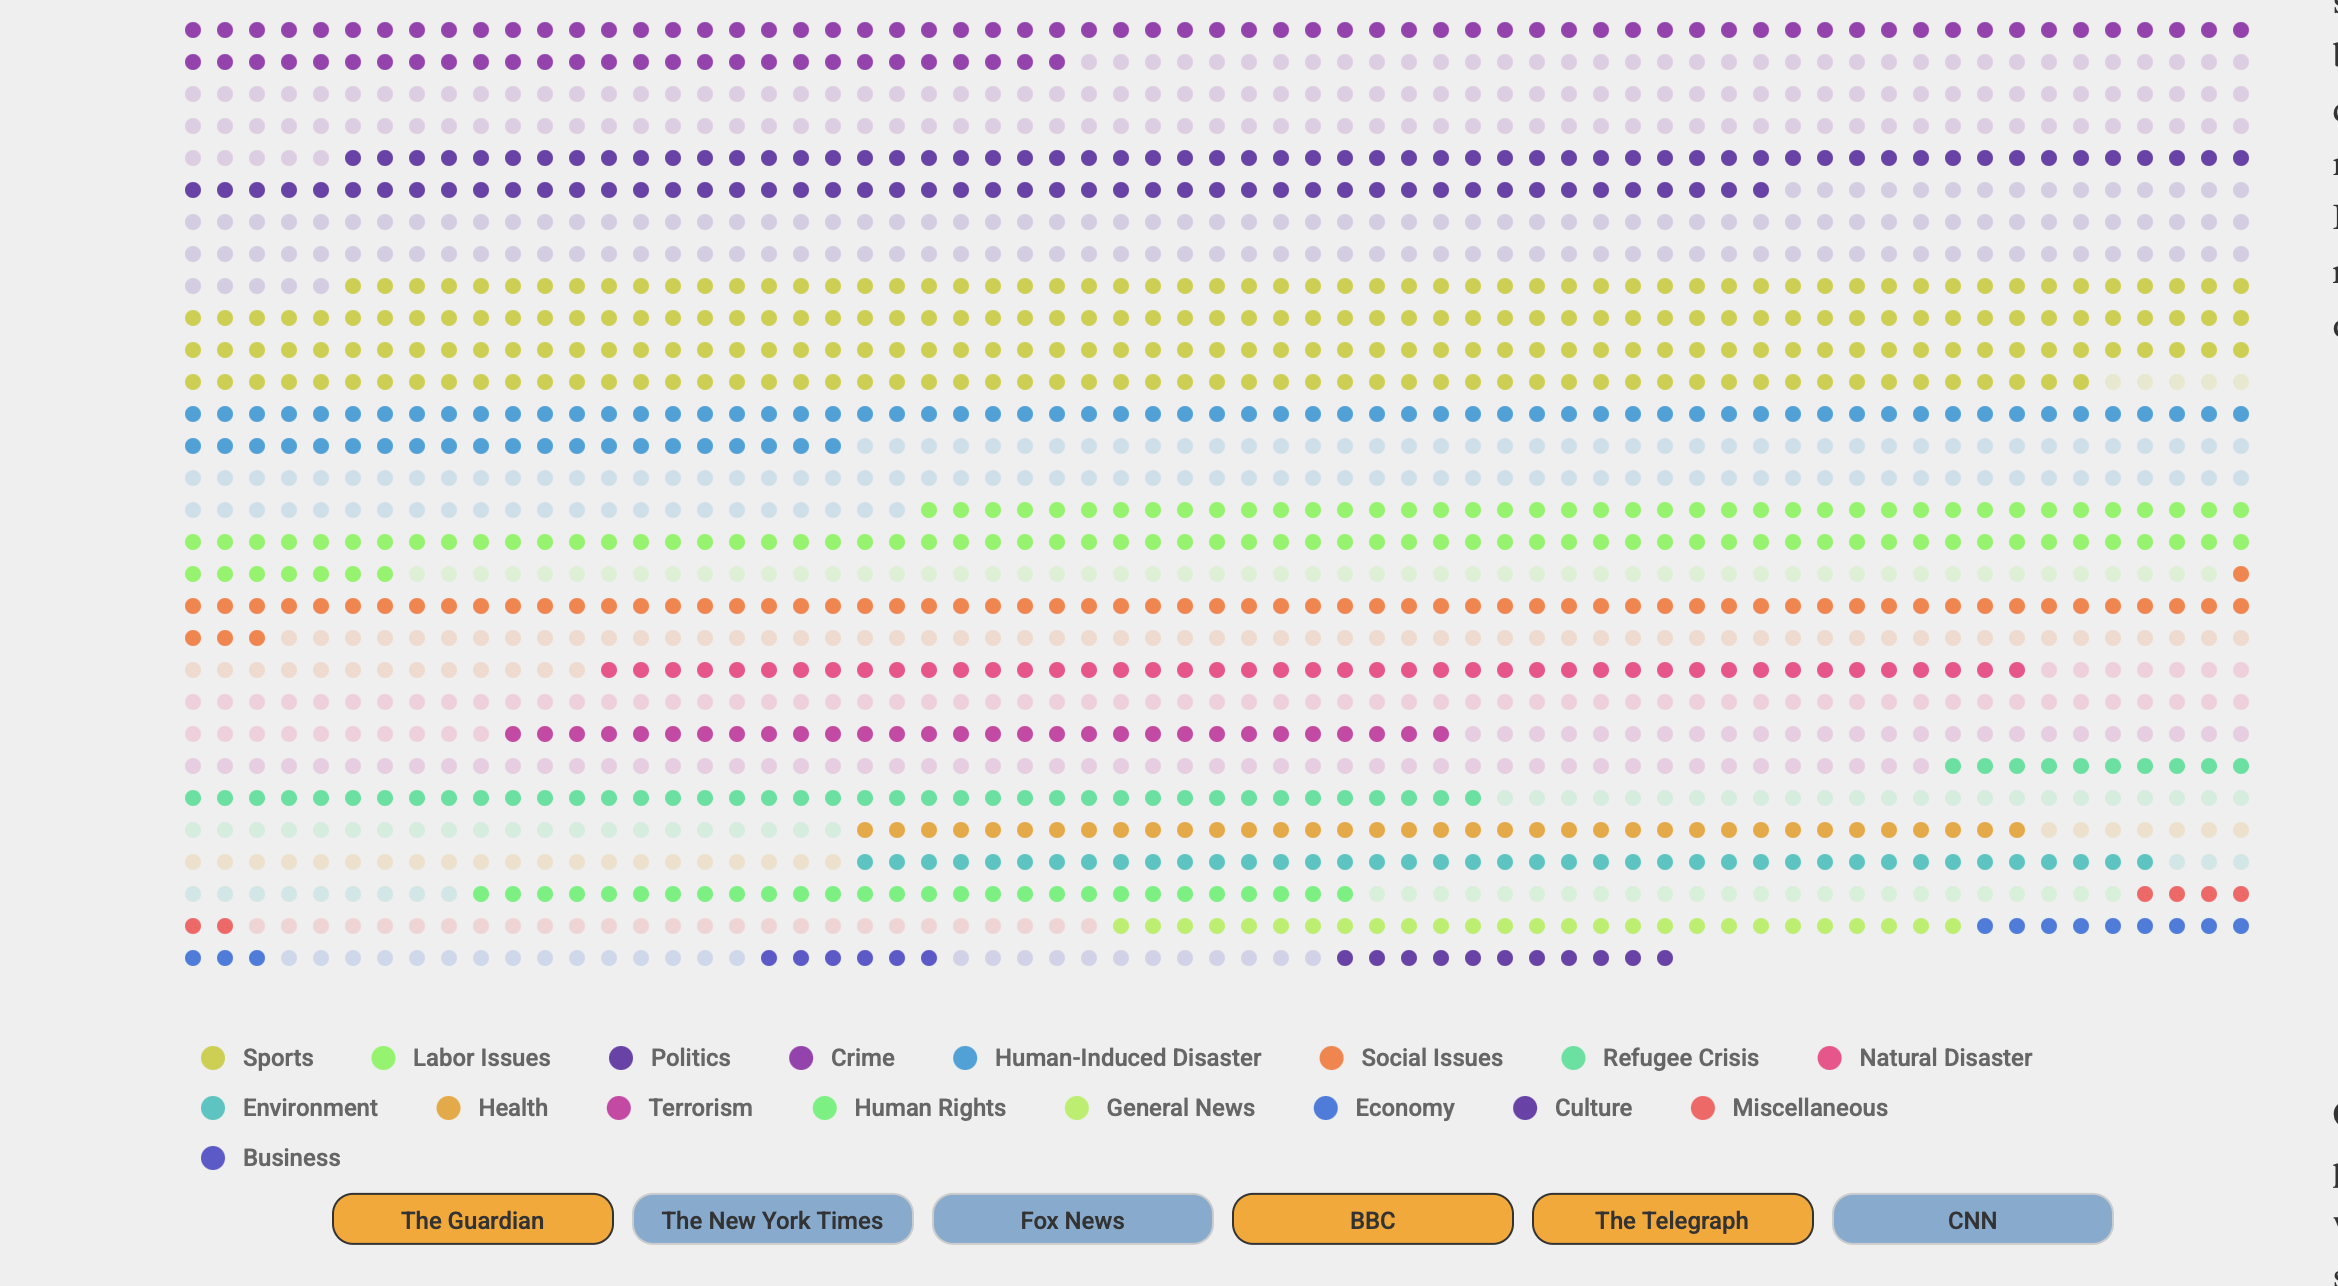 Sports Labor Issues Politics Crime Human-Induced Disaster Social Issues Refugee Crisis Natural Disaster
Environment Health Terrorism Human Rights General News Economy Culture Miscellaneous
Business
The Guardian The New York Times Fox News BBC The Telegraph CNN